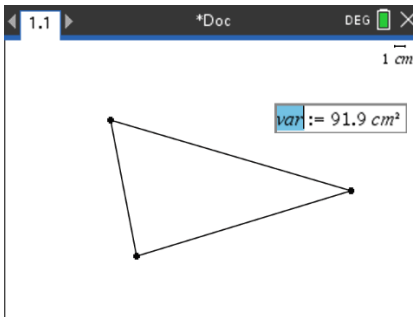 1.1 *Doc DEG
1 cm
var := 91.9 cm²